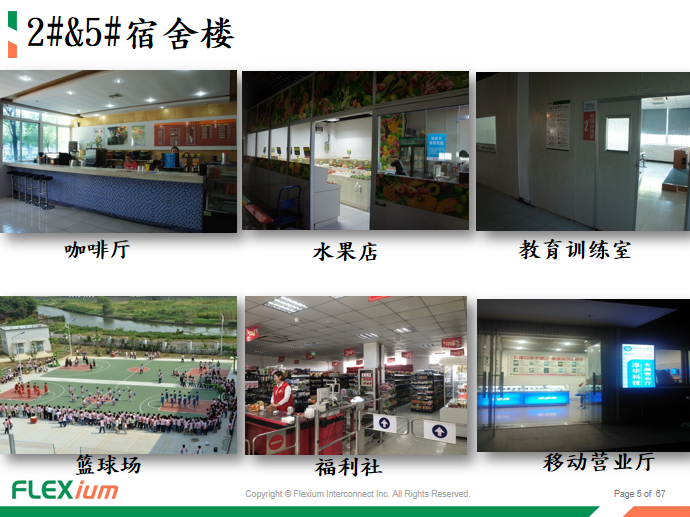 2#&5#宿舍楼
咖啡厅
水果店
教育训练室
篮球场
福利社
移动营业厅
FLEXium
Copyright © Flexium Interconnect Inc. All Rights Reserved.
Page 5 of 67